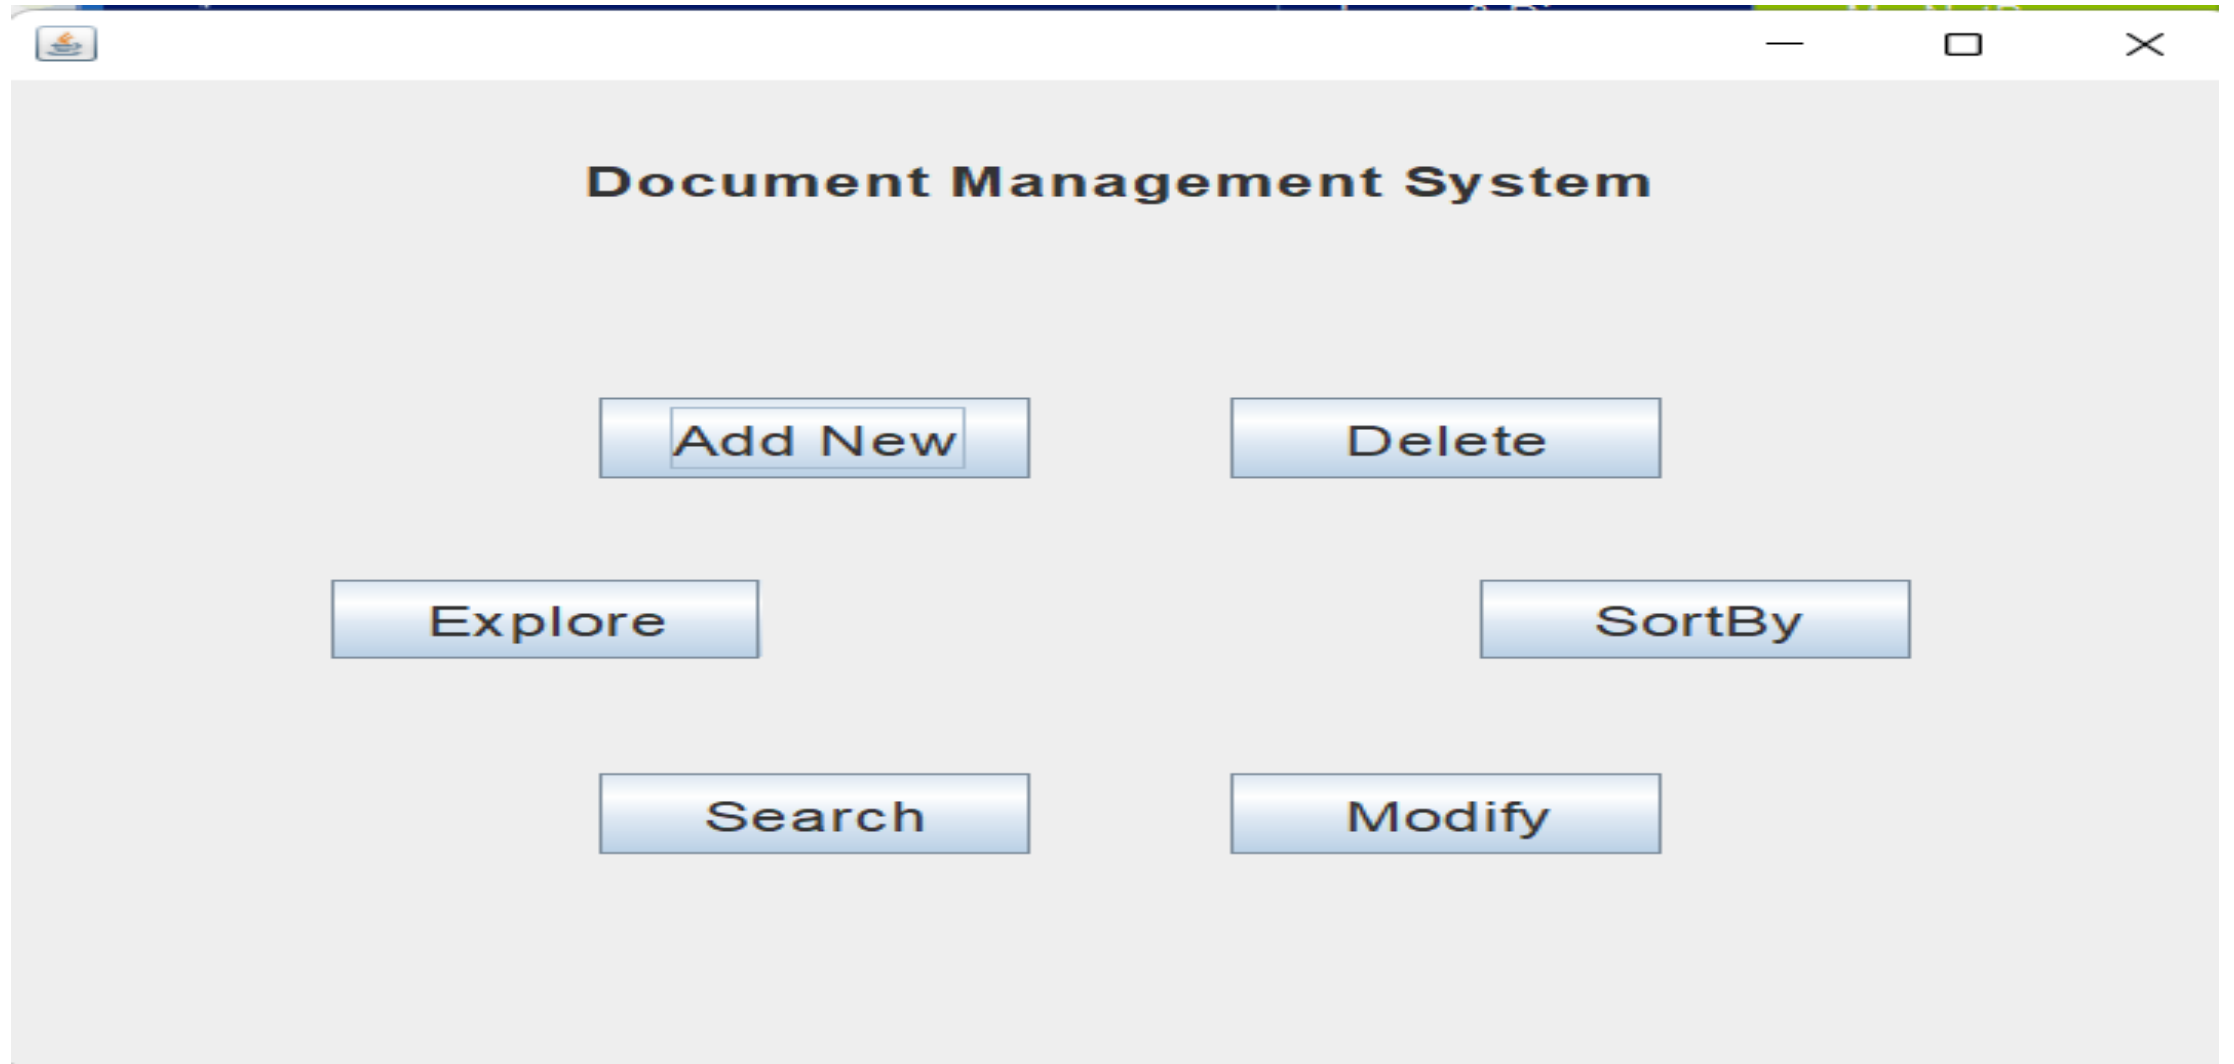 Document Management System
Add New
Delete
Explore
SortBy
Search
Modify